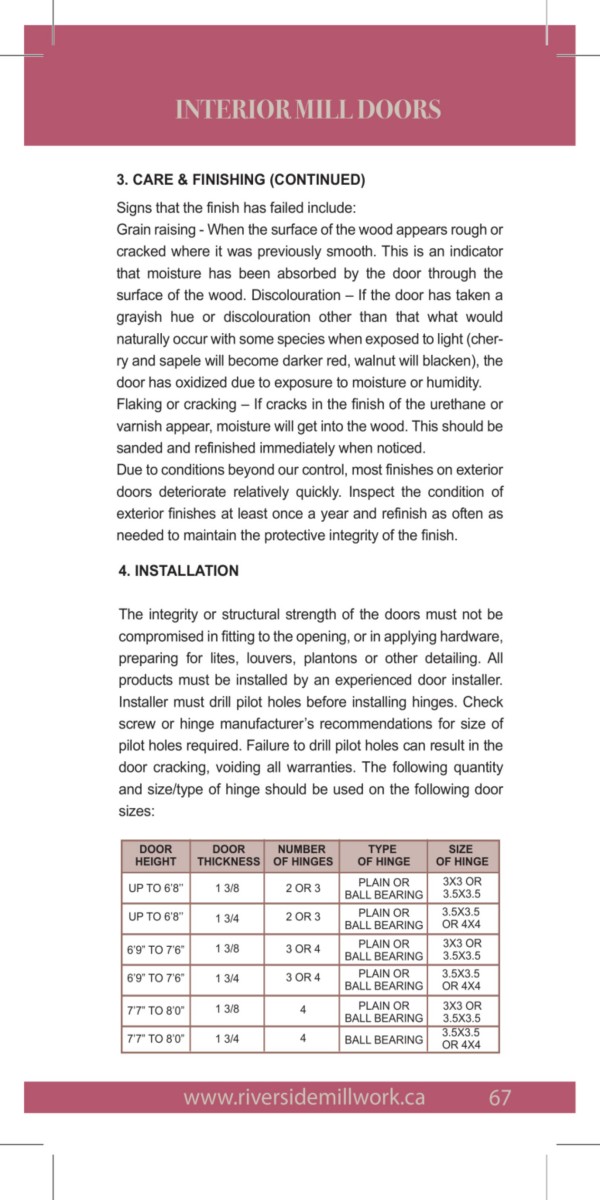 INTERIOR MILL DOORS
3. CARE & FINISHING (CONTINUED)
Signs that the finish has failed include:
Grain raising - When the surface of the wood appears rough or
cracked where it was previously smooth. This is an indicator
that moisture has been absorbed by the door through the
surface of the wood. Discolouration – If the door has taken a
grayish hue or discolouration other than that what would
naturally occur with some species when exposed to light (cher-
ry and sapele will become darker red, walnut will blacken), the
door has oxidized due to exposure to moisture or humidity.
Flaking or cracking – If cracks in the finish of the urethane or
varnish appear, moisture will get into the wood. This should be
sanded and refinished immediately when noticed.
Due to conditions beyond our control, most finishes on exterior
doors deteriorate relatively quickly. Inspect the condition of
exterior finishes at least once a year and refinish as often as
needed to maintain the protective integrity of the finish.
4. INSTALLATION
The integrity or structural strength of the doors must not be
compromised in fitting to the opening, or in applying hardware,
preparing for lites, louvers, plantons or other detailing. All
products must be installed by an experienced door installer.
Installer must drill pilot holes before installing hinges. Check
screw or hinge manufacturer's recommendations for size of
pilot holes required. Failure to drill pilot holes can result in the
door cracking, voiding all warranties. The following quantity
and size/type of hinge should be used on the following door
sizes:
DOOR HEIGHT DOOR THICKNESS NUMBER OF HINGES TYPE OF HINGE SIZE OF HINGE
UP TO 6'8" 1 3/8 2 OR 3 PLAIN OR BALL BEARING 3X3 OR 3.5X3.5
UP TO 6'8" 1 3/4 2 OR 3 PLAIN OR BALL BEARING 3.5X3.5 OR 4X4
6'9" TO 7'6" 1 3/8 3 OR 4 PLAIN OR BALL BEARING 3X3 OR 3.5X3.5
6'9" TO 7'6" 1 3/4 3 OR 4 PLAIN OR BALL BEARING 3.5X3.5 OR 4X4
7'7" TO 8'0" 1 3/8 4 PLAIN OR BALL BEARING 3X3 OR 3.5X3.5
7'7" TO 8'0" 1 3/4 4 BALL BEARING 3.5X3.5 OR 4X4
www.riversidemillwork.ca 67